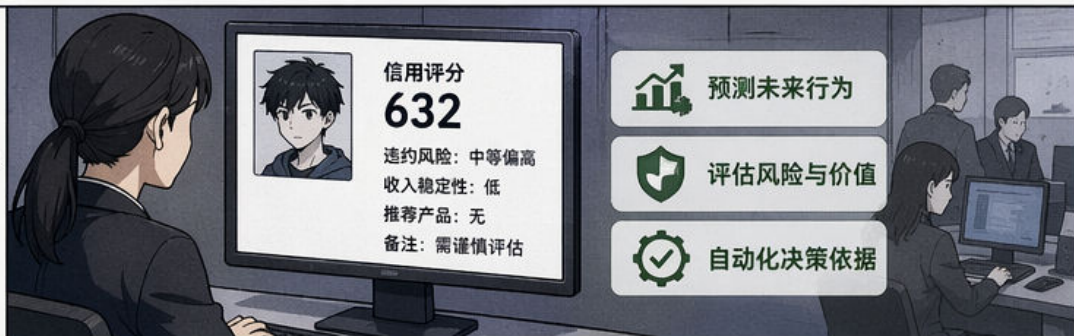 信用评分
632
违约风险：中等偏高
收入稳定性：低
推荐产品：无
备注：需谨慎评估
预测未来行为
评估风险与价值
自动化决策依据